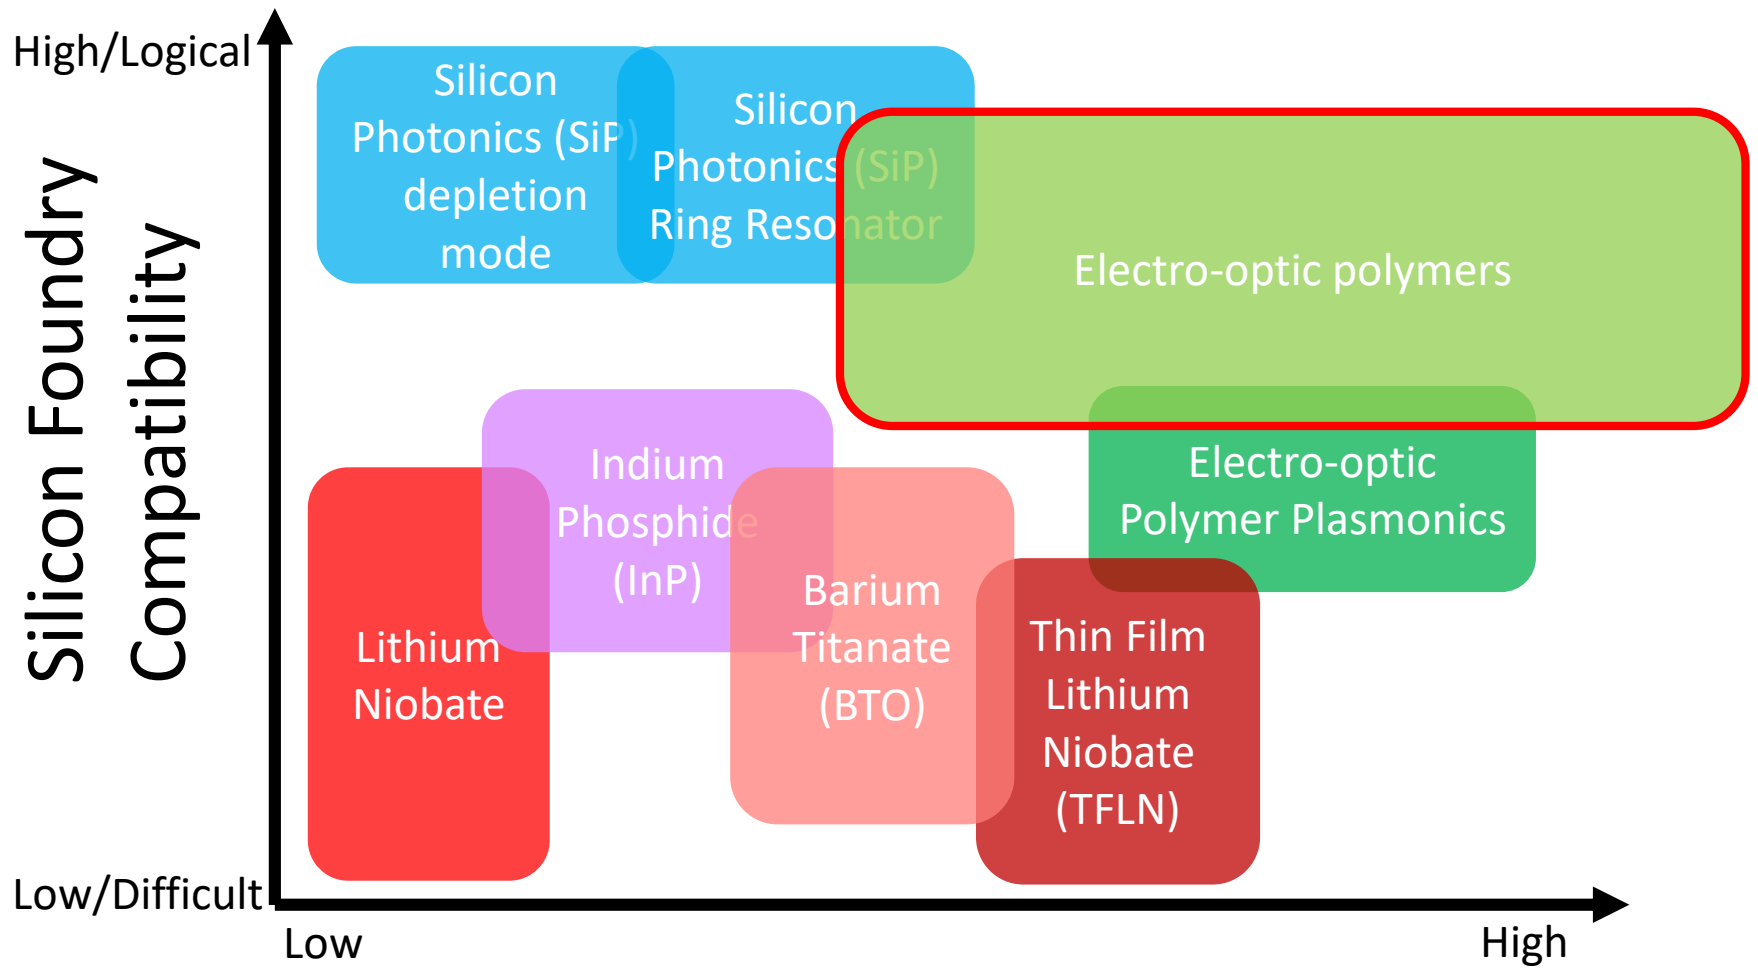 High/Logical
Silicon Foundry
Compatibility
Low/Difficult
Silicon
Photonics (SiP)
depletion
mode
Silicon
Photonics (SiP)
Ring Resonator
Electro-optic polymers
Indium
Phosphide
(InP)
Electro-optic
Polymer Plasmonics
Lithium
Niobate
Barium
Titanate
(BTO)
Thin Film
Lithium
Niobate
(TFLN)
Low
High